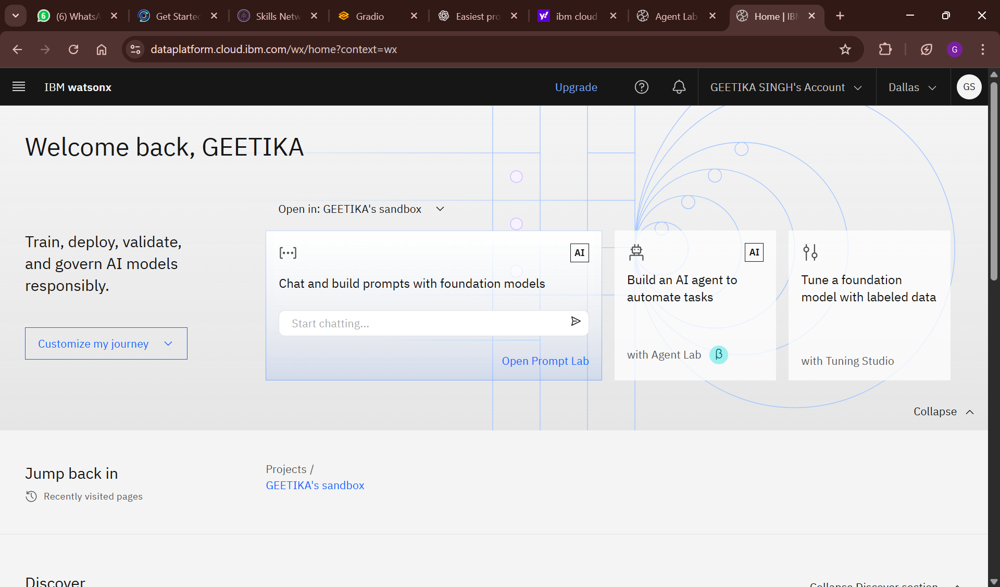 (6) WhatsA
Get Started
Skills Netw
Gradio
Easiest pro
ibm cloud
Agent Lab
Home | IBM
dataplatform.cloud.ibm.com/wx/home?context=wx
G
IBM watsonx
Upgrade
GEETIKA SINGH's Account
Dallas
GS
Welcome back, GEETIKA
Open in: GEETIKA's sandbox
Train, deploy, validate,
and govern AI models
responsibly.
Customize my journey
AI
Chat and build prompts with foundation models
Start chatting...
Open Prompt Lab
AI
Build an AI agent to
automate tasks
with Agent Lab
β
Tune a foundation
model with labeled data
with Tuning Studio
Collapse
Jump back in
Recently visited pages
Projects /
GEETIKA's sandbox
Discover
Collapse Discover section